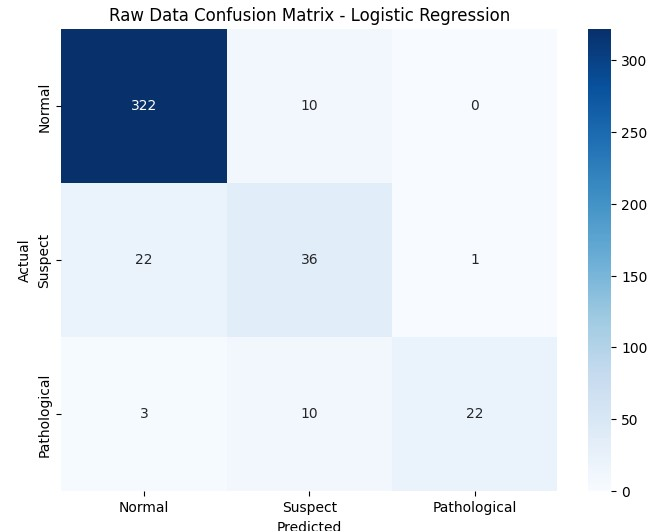 Raw Data Confusion Matrix - Logistic Regression
Normal
322
10
0
Actual
Suspect
22
36
1
Pathological
3
10
22
Normal
Suspect
Pathological
Predicted
300
250
200
150
100
50
0